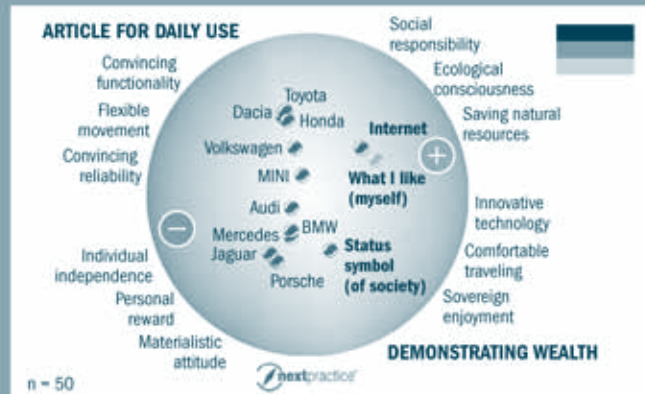 ARTICLE FOR DAILY USE
Social
responsibility
Convincing
functionality
Ecological
consciousness
Toyota
Dacia
Honda
Flexible
movement
Saving natural
resources
Internet
Volkswagen
Convincing
reliability
+
MINI
What I like
(myself)
Audi
Innovative
technology
−
Mercedes
BMW
Jaguar
Status
symbol
(of society)
Comfortable
traveling
Individual
independence
Porsche
Personal
reward
Sovereign
enjoyment
Materialistic
attitude
DEMONSTRATING WEALTH
nextpractice
n = 50